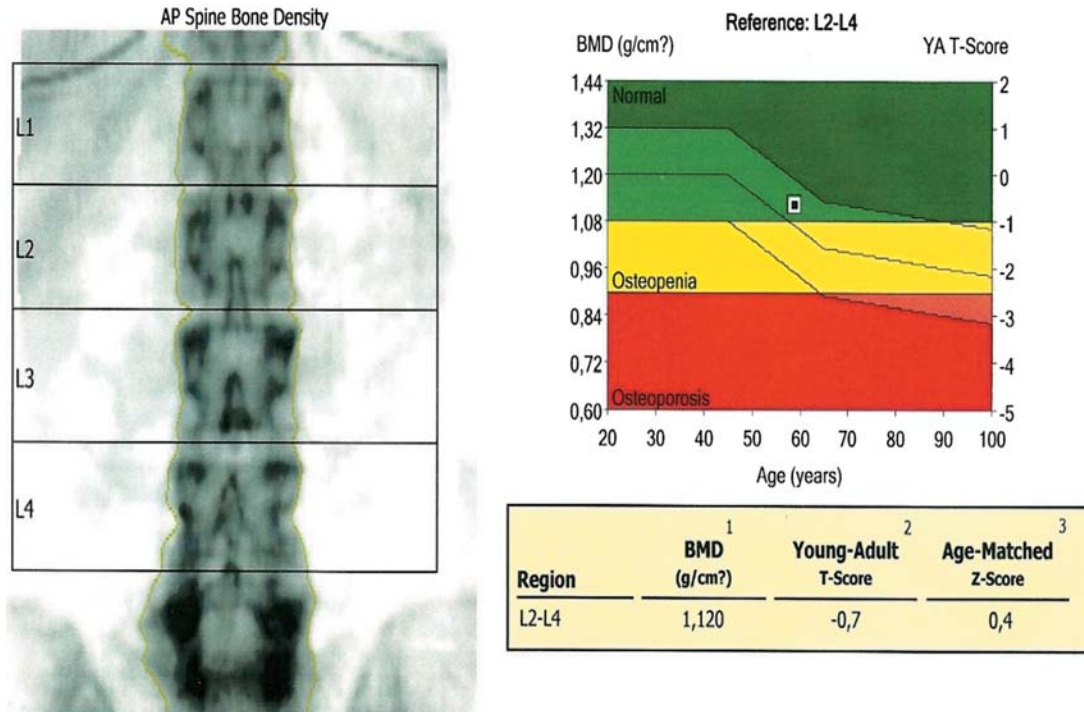 AP Spine Bone Density
L1
L2
L3
L4
Reference: L2-L4
BMD (g/cm?)
YA T-Score
1,44
1,32
1,20
1,08
0,96
0,84
0,72
0,60
Normal
Osteopenia
Osteoporosis
2
1
0
-1
-2
-3
-4
-5
20 30 40 50 60 70 80 90 100
Age (years)
1 2 3
BMD Young-Adult Age-Matched
Region (g/cm?) T-Score Z-Score
L2-L4 1,120 -0,7 0,4